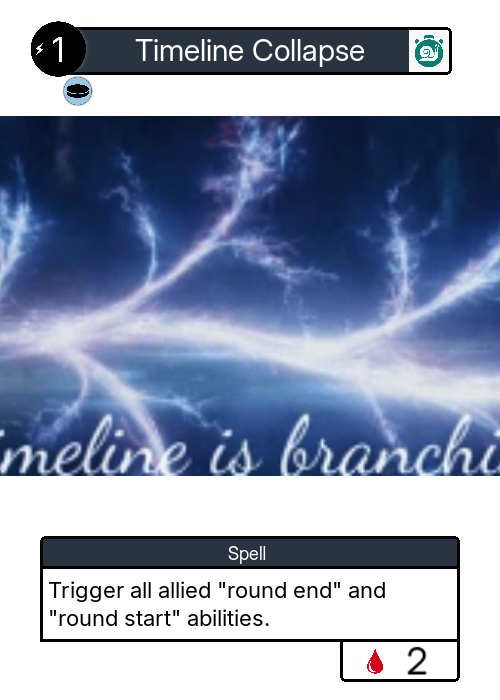 1
Timeline Collapse
imeline is branchi
Spell
Trigger all allied "round end" and
"round start" abilities.
2